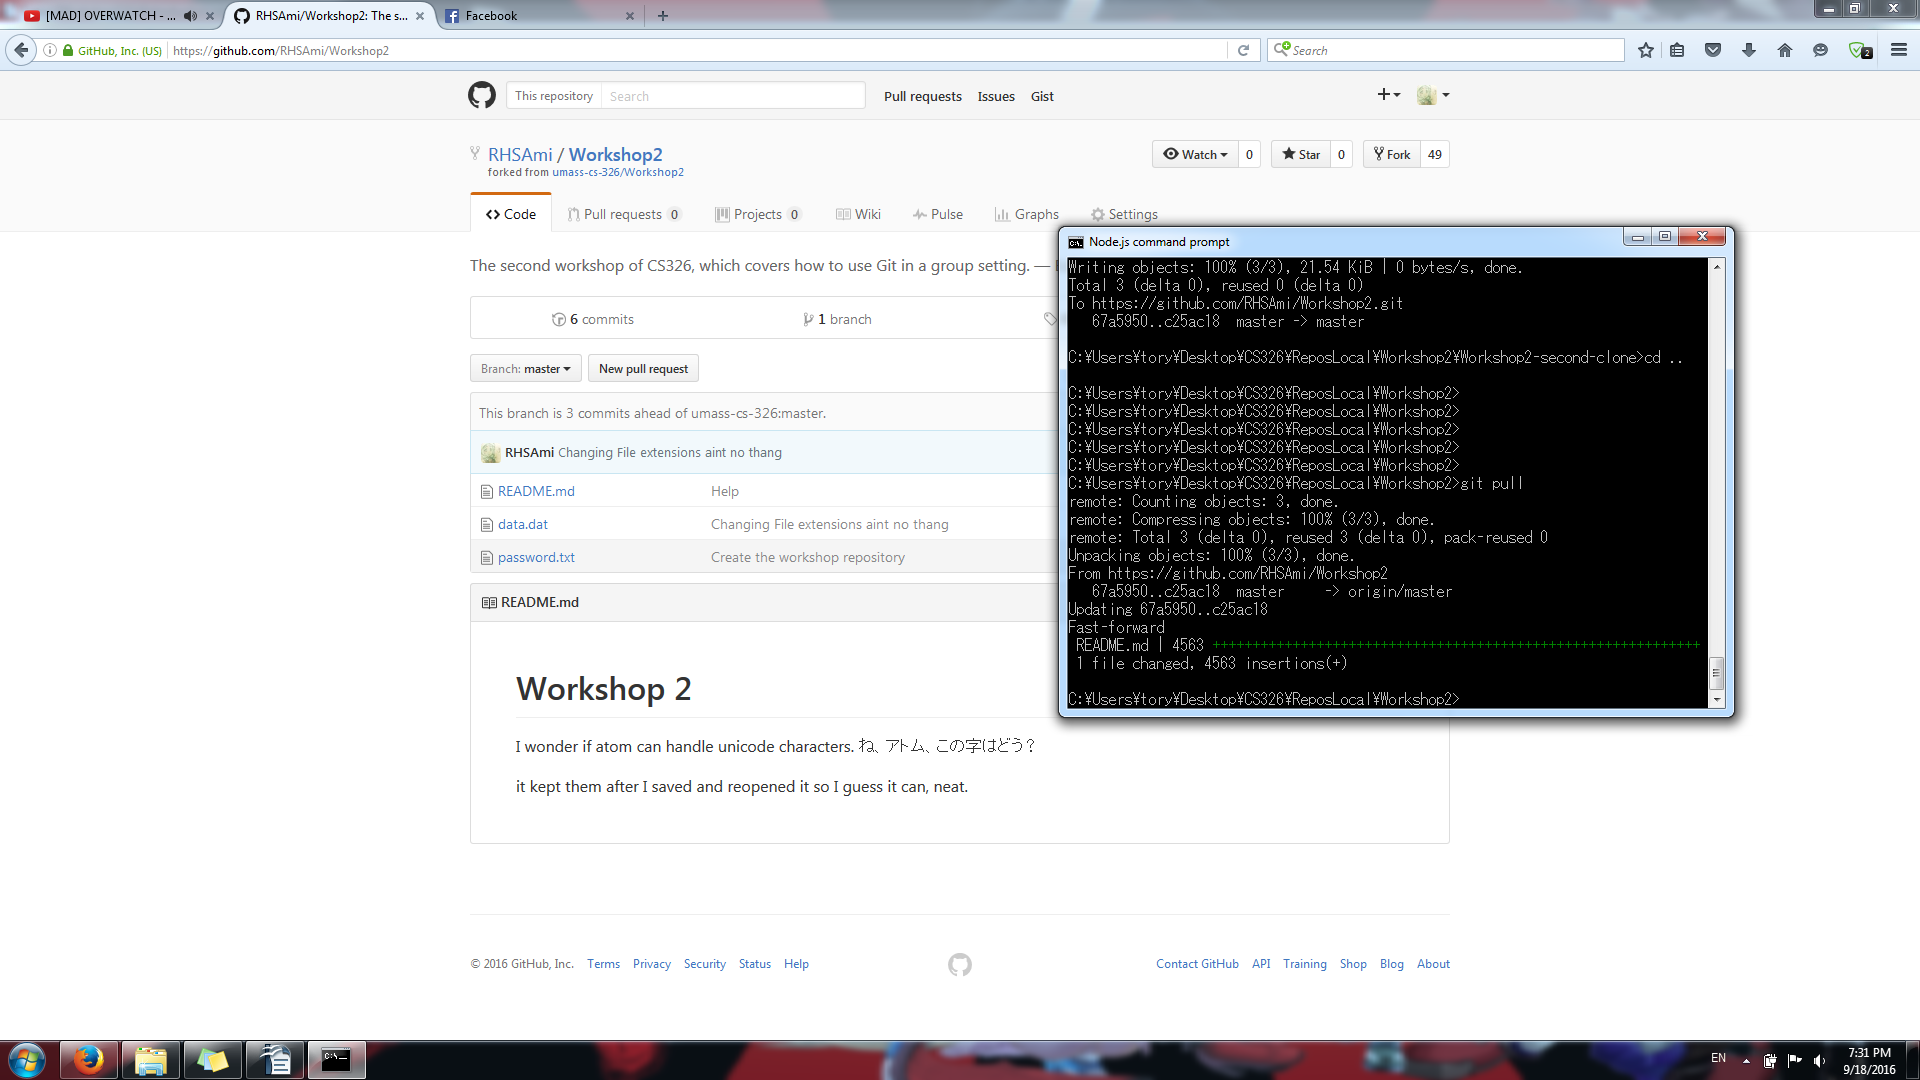 [MAD] OVERWATCH - ...
RHSAmi/Workshop2: The s...
Facebook
GitHub, Inc. (US)
https://github.com/RHSAmi/Workshop2
Search
2
This repository
Search
Pull requests
Issues
Gist
RHSAmi / Workshop2
forked from umass-cs-326/Workshop2
Watch 0
Star 0
Fork 49
Code
Pull requests 0
Projects 0
Wiki
Pulse
Graphs
Settings
The second workshop of CS326, which covers how to use Git in a group setting. —
6 commits
1 branch
Branch: master
New pull request
This branch is 3 commits ahead of umass-cs-326:master.
RHSAmi Changing File extensions aint no thang
README.md Help
data.dat Changing File extensions aint no thang
password.txt Create the workshop repository
README.md
Workshop 2
I wonder if atom can handle unicode characters. ね、アトム、この字はどう？
it kept them after I saved and reopened it so I guess it can, neat.
Node.js command prompt
Writing objects: 100% (3/3), 21.54 KiB | 0 bytes/s, done.
Total 3 (delta 0), reused 0 (delta 0)
To https://github.com/RHSAmi/Workshop2.git
67a5950..c25ac18  master -> master
C:¥Users¥tory¥Desktop¥CS326¥ReposLocal¥Workshop2¥Workshop2-second-clone>cd ..
C:¥Users¥tory¥Desktop¥CS326¥ReposLocal¥Workshop2>
C:¥Users¥tory¥Desktop¥CS326¥ReposLocal¥Workshop2>
C:¥Users¥tory¥Desktop¥CS326¥ReposLocal¥Workshop2>
C:¥Users¥tory¥Desktop¥CS326¥ReposLocal¥Workshop2>
C:¥Users¥tory¥Desktop¥CS326¥ReposLocal¥Workshop2>
C:¥Users¥tory¥Desktop¥CS326¥ReposLocal¥Workshop2>git pull
remote: Counting objects: 3, done.
remote: Compressing objects: 100% (3/3), done.
remote: Total 3 (delta 0), reused 3 (delta 0), pack-reused 0
Unpacking objects: 100% (3/3), done.
From https://github.com/RHSAmi/Workshop2
67a5950..c25ac18  master     -> origin/master
Updating 67a5950..c25ac18
Fast-forward
README.md | 4563 +++++++++++++++++++++++++++++++++++++++++++++++++++++++++++++
1 file changed, 4563 insertions(+)
C:¥Users¥tory¥Desktop¥CS326¥ReposLocal¥Workshop2>
© 2016 GitHub, Inc.
Terms
Privacy
Security
Status
Help
Contact GitHub
API
Training
Shop
Blog
About
EN
7:31 PM
9/18/2016